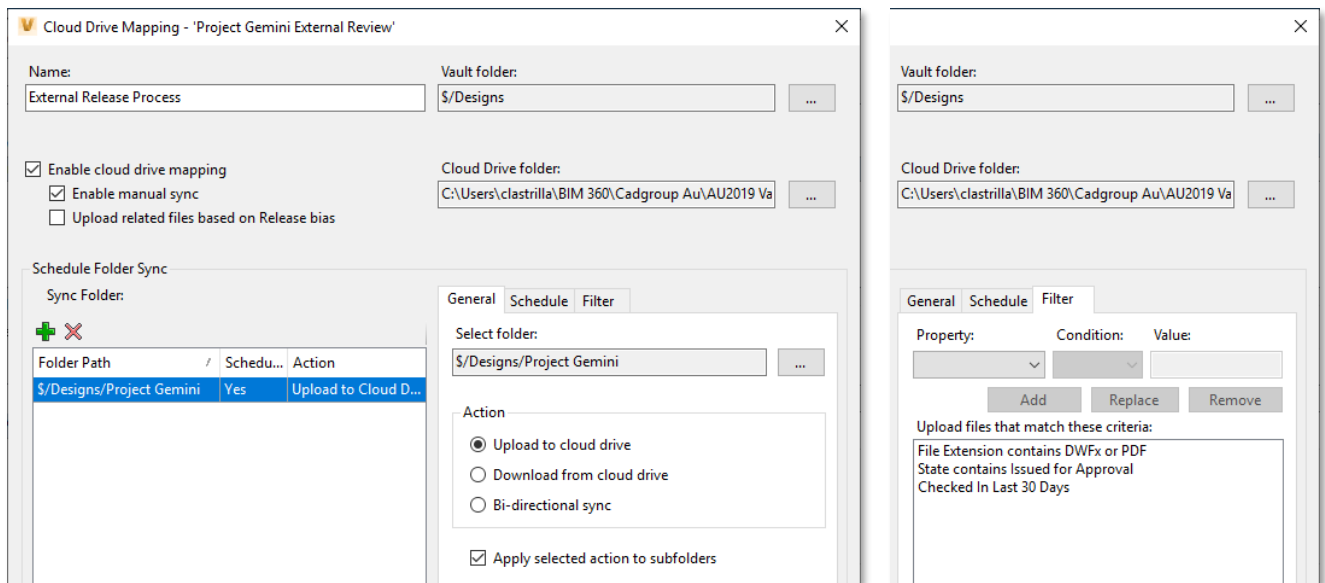 Cloud Drive Mapping - 'Project Gemini External Review'
Name:
External Release Process
Vault folder:
$/Designs
...
Enable cloud drive mapping
Enable manual sync
Upload related files based on Release bias
Cloud Drive folder:
C:\Users\clastrilla\BIM 360\Cadgroup Au\AU2019 Va
...
Schedule Folder Sync
Sync Folder:
Folder Path / Schedu... Action
$/Designs/Project Gemini Yes Upload to Cloud D...
General Schedule Filter
Select folder:
$/Designs/Project Gemini
...
Action
Upload to cloud drive
Download from cloud drive
Bi-directional sync
Apply selected action to subfolders
Vault folder:
$/Designs
...
Cloud Drive folder:
C:\Users\clastrilla\BIM 360\Cadgroup Au\AU2019 Va
...
General Schedule Filter
Property: Condition: Value:
Add Replace Remove
Upload files that match these criteria:
File Extension contains DWFx or PDF
State contains Issued for Approval
Checked In Last 30 Days